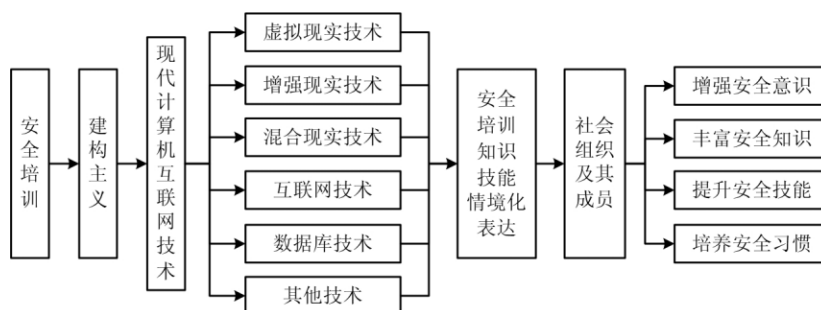 安全培训
建构主义
现代计算机互联网技术
虚拟现实技术
增强现实技术
混合现实技术
互联网技术
数据库技术
其他技术
安全
培训
知识
技能
情境化
表达
社会
组织
及其
成员
增强安全意识
丰富安全知识
提升安全技能
培养安全习惯